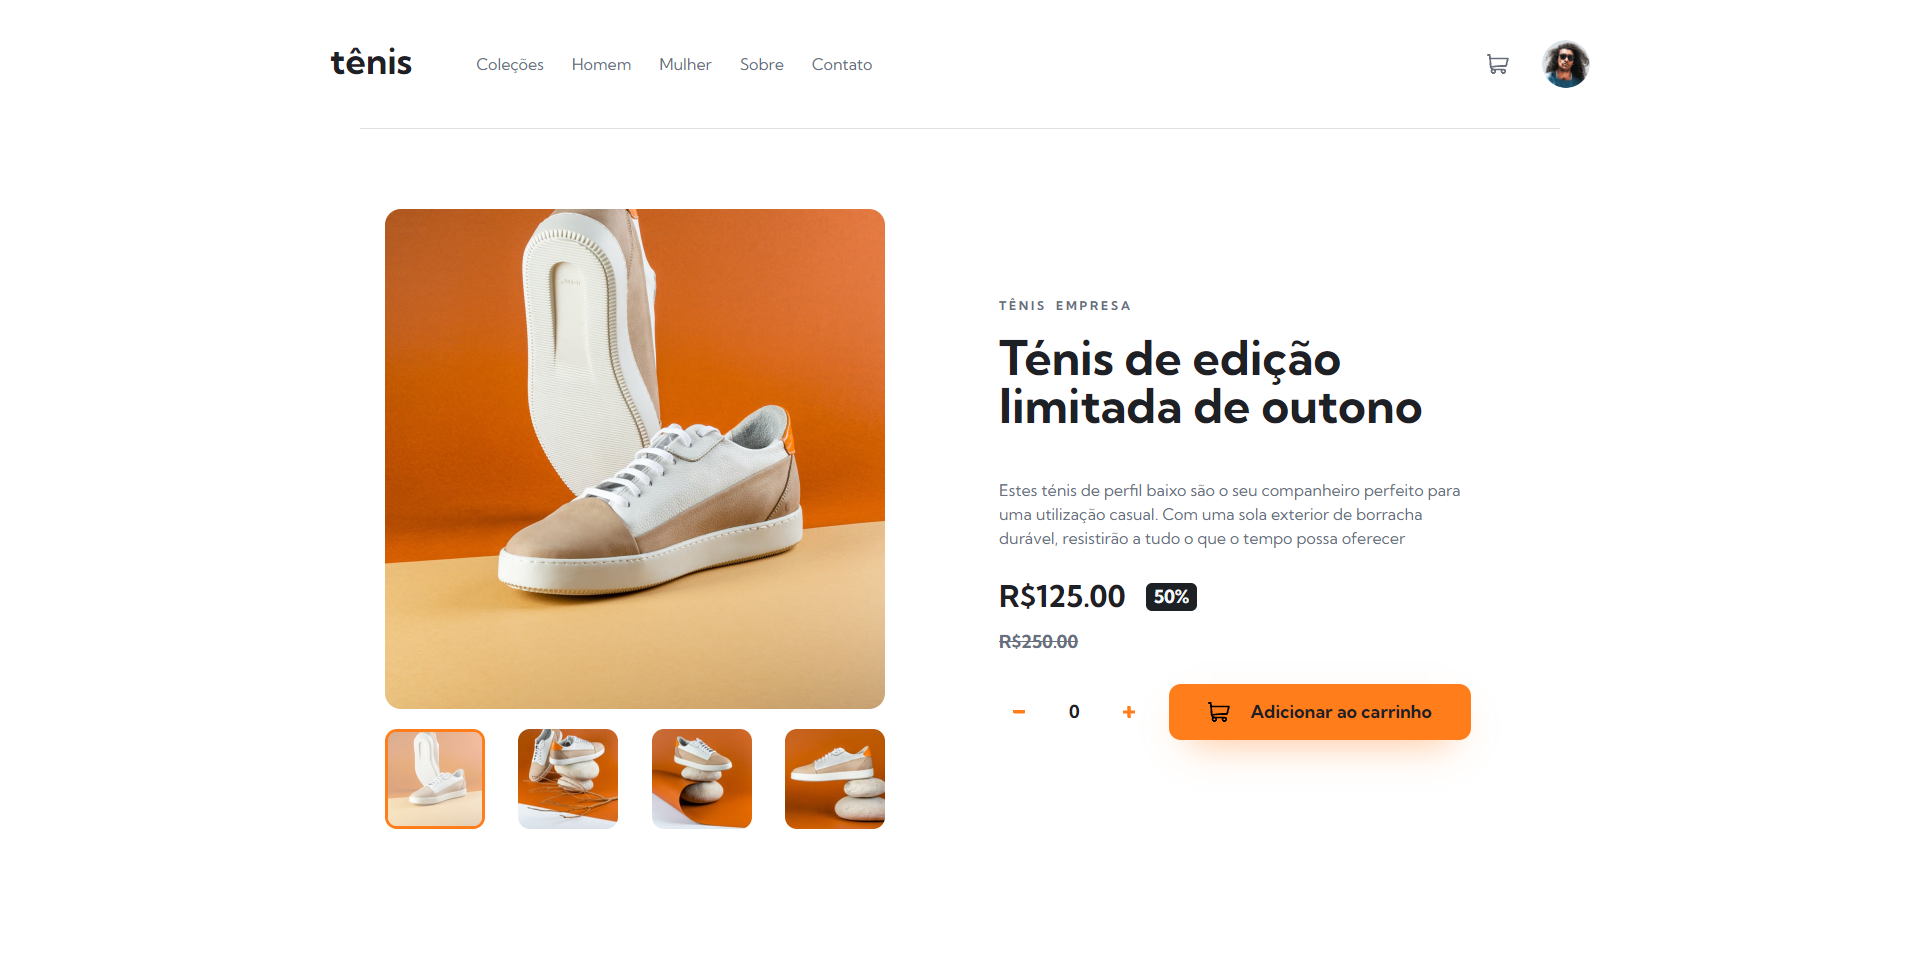 tênis
Coleções
Homem
Mulher
Sobre
Contato
TÊNIS EMPRESA
Ténis de edição
limitada de outono
Estes ténis de perfil baixo são o seu companheiro perfeito para
uma utilização casual. Com uma sola exterior de borracha
durável, resistirão a tudo o que o tempo possa oferecer
R$125.00 50%
R$250.00
0
Adicionar ao carrinho